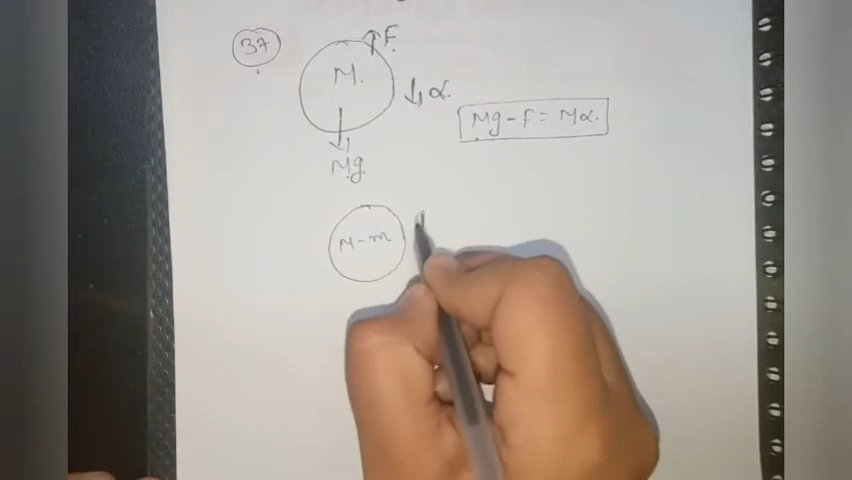 37
F.
M.
α.
Mg - F = Mα.
Mg.
M - m